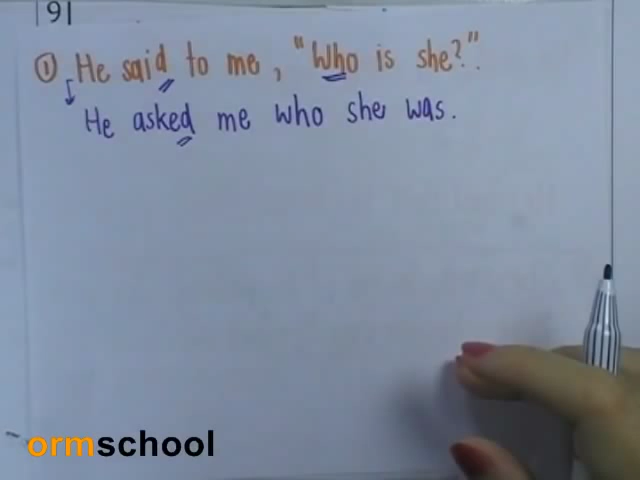 |9|
① He said to me, "Who is she?".
He asked me who she was.
ormschool